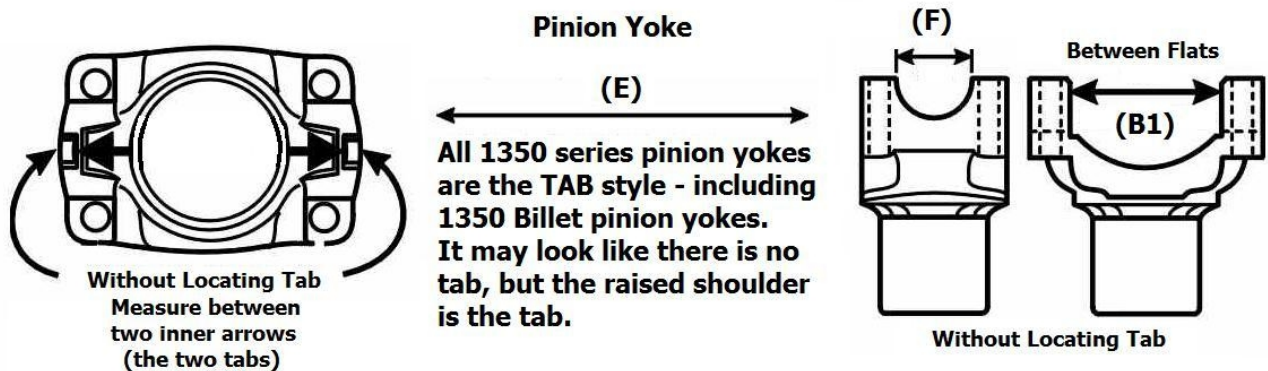 Pinion Yoke
(E)
All 1350 series pinion yokes
are the TAB style - including
1350 Billet pinion yokes.
It may look like there is no
tab, but the raised shoulder
is the tab.
Without Locating Tab
Measure between
two inner arrows
(the two tabs)
(F)
Between Flats
(B1)
Without Locating Tab